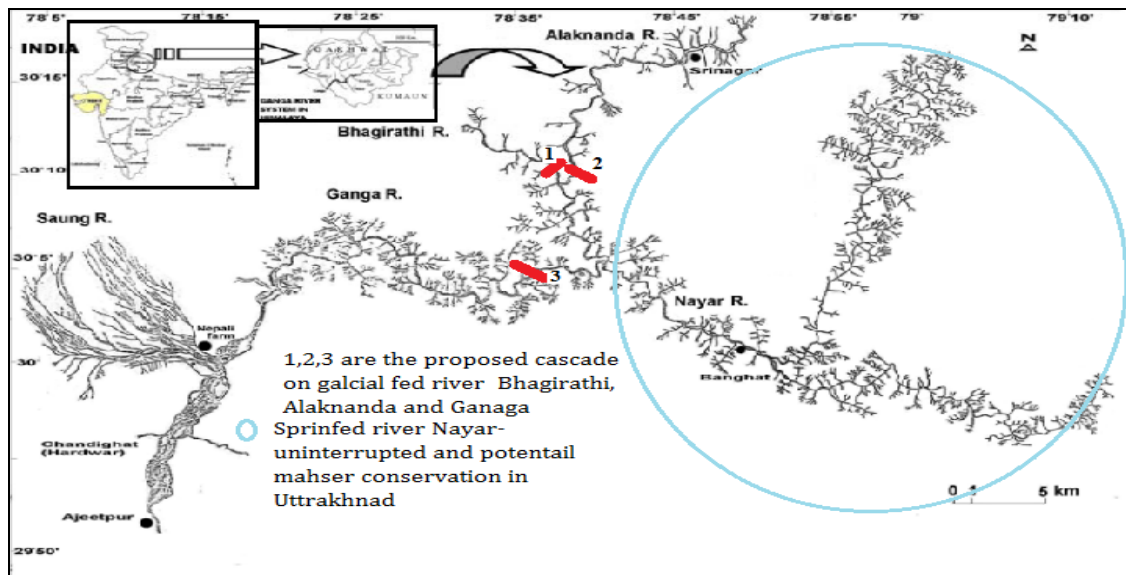 78°5'
78°15'
78°25'
78°35'
78°45'
78°55'
79°
79°10'
INDIA
30°15'
30°10'
30°5'
30°
29°50'
GARHWAL
KUMAUN
GANGA RIVER
SYSTEM IN
HIMALAYA
Alaknanda R.
Srinagar
N
Bhagirathi R.
1
2
Ganga R.
Saung R.
3
Nayar R.
Nepali
farm
Banghat
1,2,3 are the proposed cascade
on galcial fed river Bhagirathi,
Alaknanda and Ganaga
Sprinfed river Nayar-
uninterrupted and potentail
mahser conservation in
Uttrakhnad
Chandighat
(Hardwar)
Ajeetpur
0
5 km